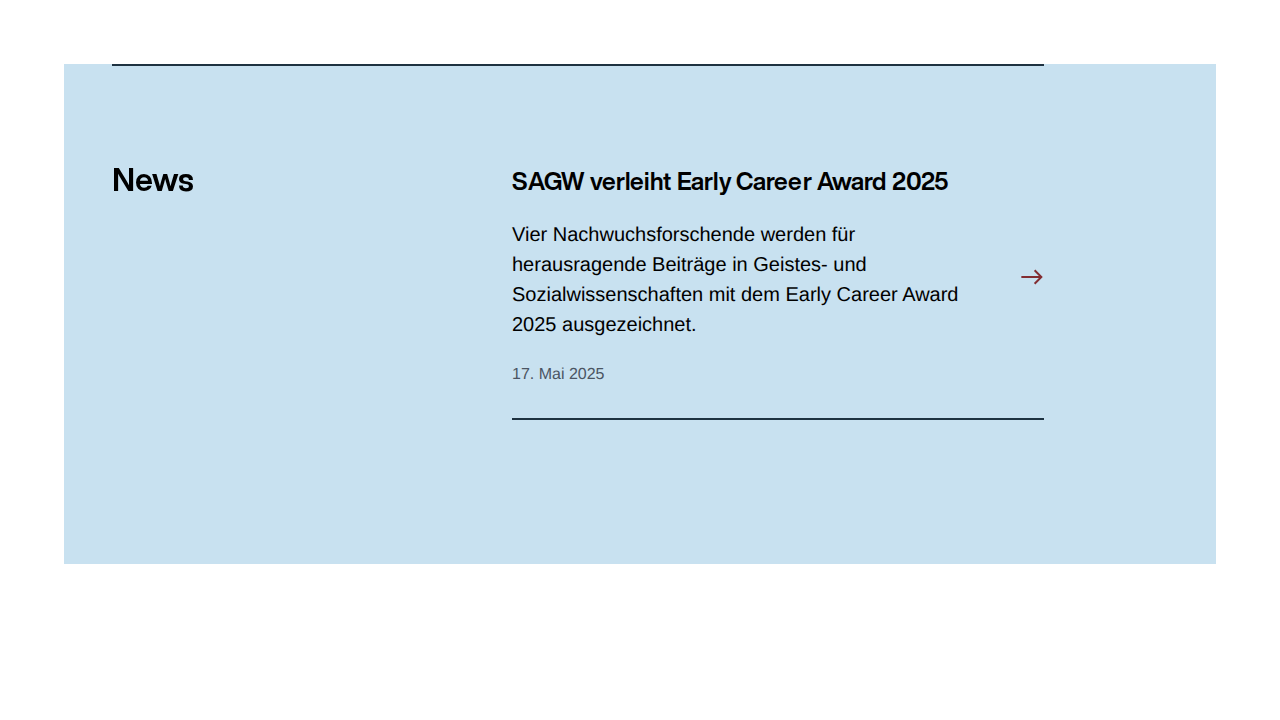 News
SAGW verleiht Early Career Award 2025
Vier Nachwuchsforschende werden für
herausragende Beiträge in Geistes- und
Sozialwissenschaften mit dem Early Career Award
2025 ausgezeichnet.
17. Mai 2025